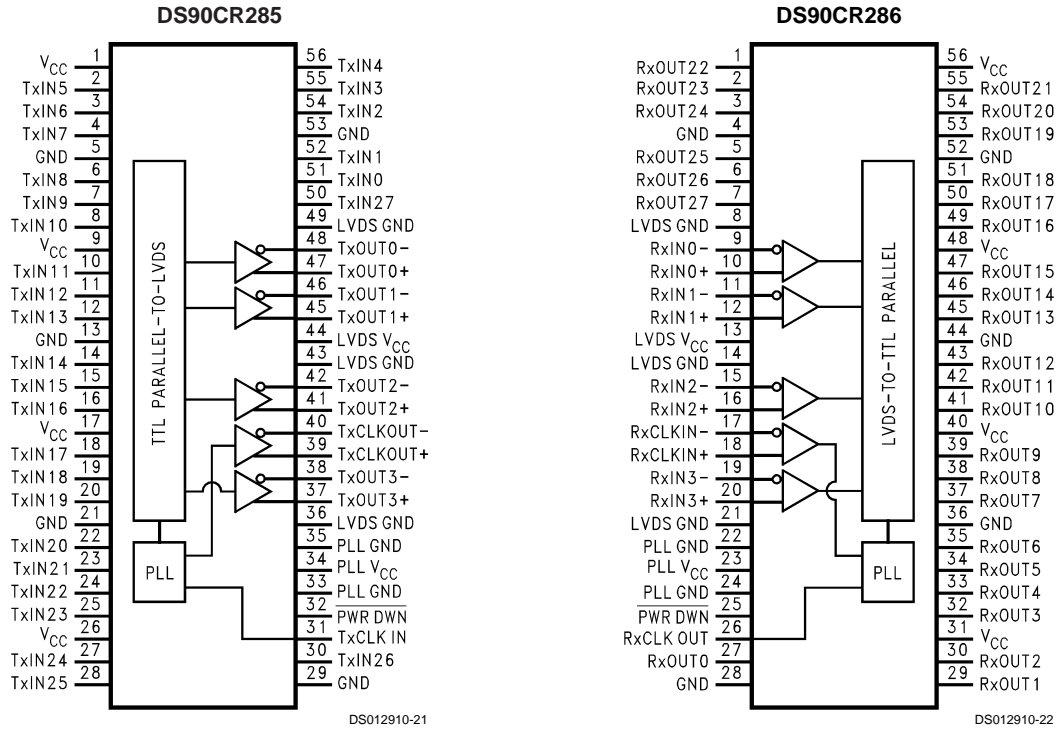 DS90CR285
1 VCC
2 TxIN5
3 TxIN6
4 TxIN7
5 GND
6 TxIN8
7 TxIN9
8 TxIN10
9 VCC
10 TxIN11
11 TxIN12
12 TxIN13
13 GND
14 TxIN14
15 TxIN15
16 TxIN16
17 VCC
18 TxIN17
19 TxIN18
20 TxIN19
21 GND
22 TxIN20
23 TxIN21
24 TxIN22
25 TxIN23
26 VCC
27 TxIN24
28 TxIN25
TTL PARALLEL-TO-LVDS
PLL
56 TxIN4
55 TxIN3
54 TxIN2
53 GND
52 TxIN1
51 TxIN0
50 TxIN27
49 LVDS GND
48 TxOUT0-
47 TxOUT0+
46 TxOUT1-
45 TxOUT1+
44 LVDS VCC
43 LVDS GND
42 TxOUT2-
41 TxOUT2+
40 TxCLKOUT-
39 TxCLKOUT+
38 TxOUT3-
37 TxOUT3+
36 LVDS GND
35 PLL GND
34 PLL VCC
33 PLL GND
32 PWR DWN
31 TxCLK IN
30 TxIN26
29 GND
DS012910-21
DS90CR286
1 RxOUT22
2 RxOUT23
3 RxOUT24
4 GND
5 RxOUT25
6 RxOUT26
7 RxOUT27
8 LVDS GND
9 RxIN0-
10 RxIN0+
11 RxIN1-
12 RxIN1+
13 LVDS VCC
14 LVDS GND
15 RxIN2-
16 RxIN2+
17 RxCLKIN-
18 RxCLKIN+
19 RxIN3-
20 RxIN3+
21 LVDS GND
22 PLL GND
23 PLL VCC
24 PLL GND
25 PWR DWN
26 RxCLK OUT
27 RxOUT0
28 GND
LVDS-TO-TTL PARALLEL
PLL
56 VCC
55 RxOUT21
54 RxOUT20
53 RxOUT19
52 GND
51 RxOUT18
50 RxOUT17
49 RxOUT16
48 VCC
47 RxOUT15
46 RxOUT14
45 RxOUT13
44 GND
43 RxOUT12
42 RxOUT11
41 RxOUT10
40 VCC
39 RxOUT9
38 RxOUT8
37 RxOUT7
36 GND
35 RxOUT6
34 RxOUT5
33 RxOUT4
32 RxOUT3
31 VCC
30 RxOUT2
29 RxOUT1
DS012910-22